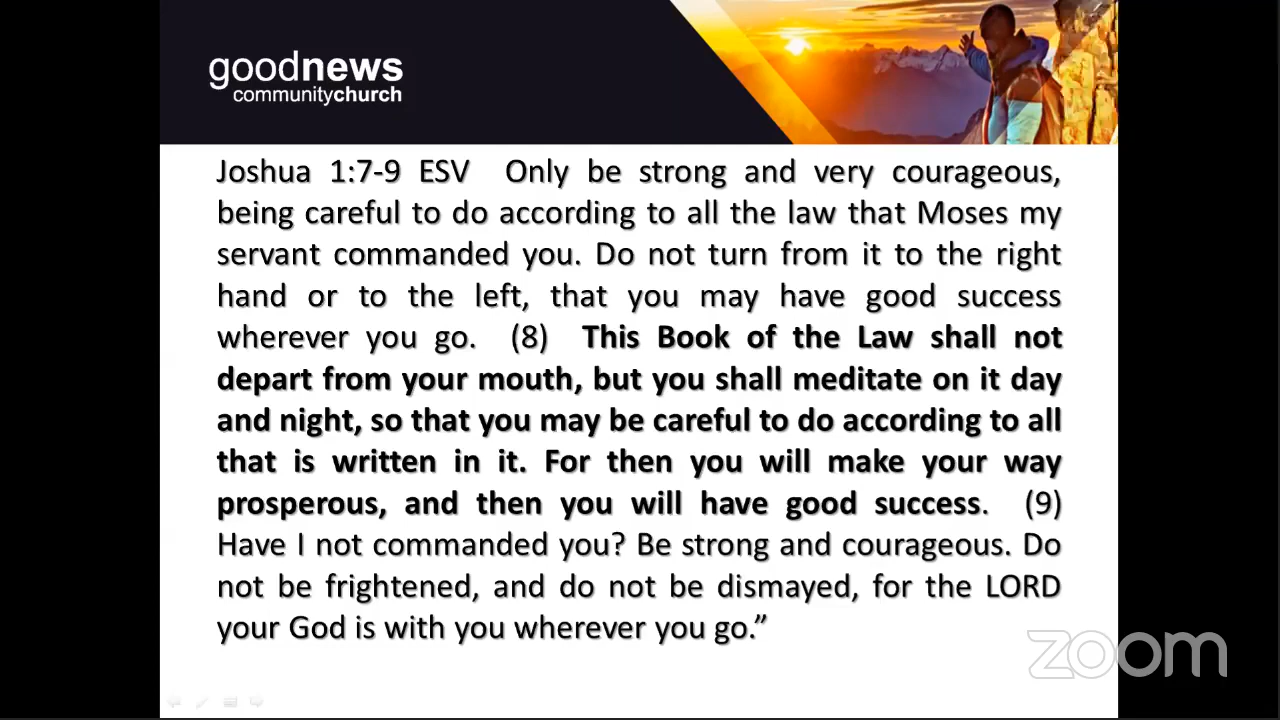 goodnews
communitychurch
Joshua 1:7-9 ESV Only be strong and very courageous,
being careful to do according to all the law that Moses my
servant commanded you. Do not turn from it to the right
hand or to the left, that you may have good success
wherever you go. (8) This Book of the Law shall not
depart from your mouth, but you shall meditate on it day
and night, so that you may be careful to do according to all
that is written in it. For then you will make your way
prosperous, and then you will have good success. (9)
Have I not commanded you? Be strong and courageous. Do
not be frightened, and do not be dismayed, for the LORD
your God is with you wherever you go.”
zoom